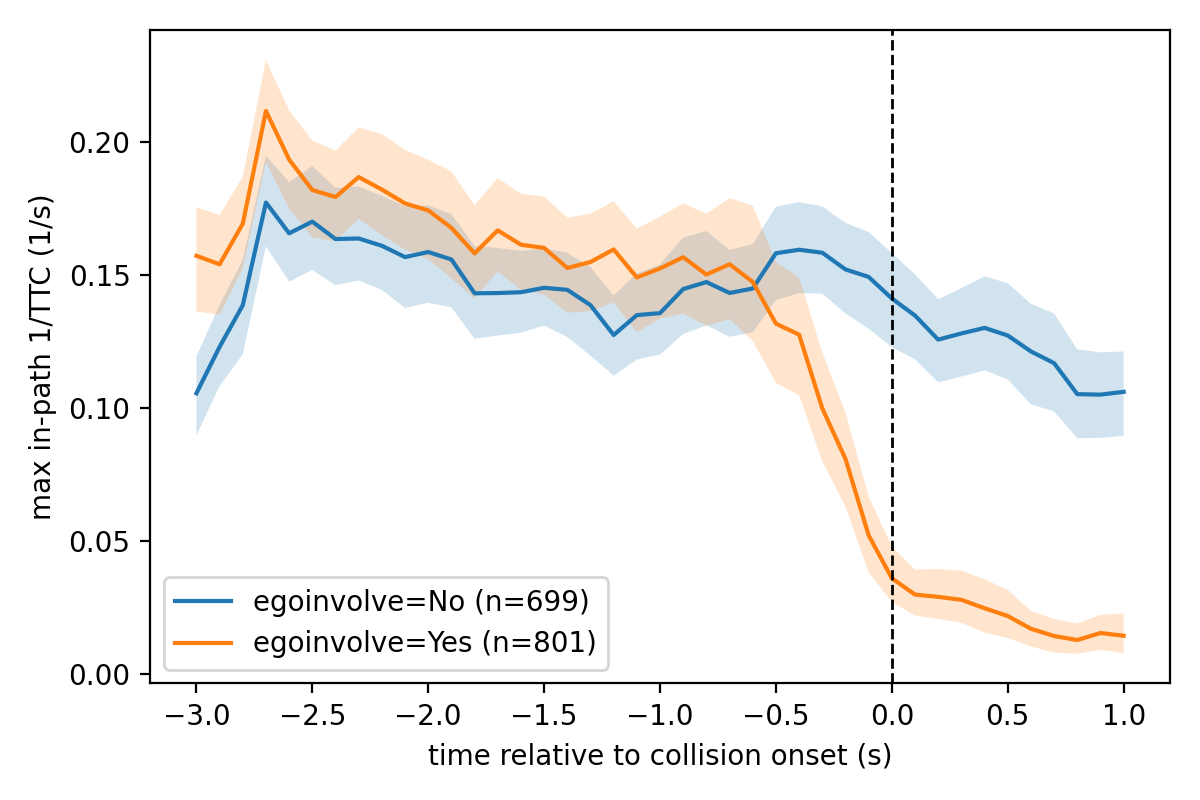 max in-path 1/TTC (1/s)
0.20
0.15
0.10
0.05
0.00
egoinvolve=No (n=699)
egoinvolve=Yes (n=801)
−3.0 −2.5 −2.0 −1.5 −1.0 −0.5 0.0 0.5 1.0
time relative to collision onset (s)